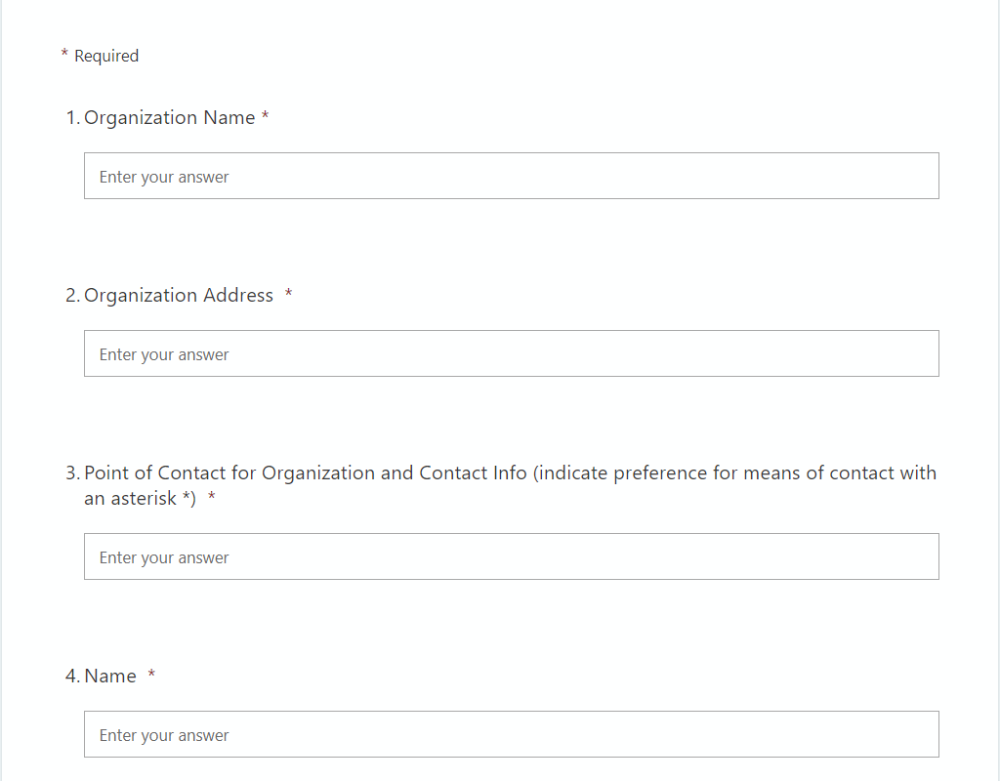 * Required
1. Organization Name *
Enter your answer
2. Organization Address *
Enter your answer
3. Point of Contact for Organization and Contact Info (indicate preference for means of contact with
an asterisk *) *
Enter your answer
4. Name *
Enter your answer